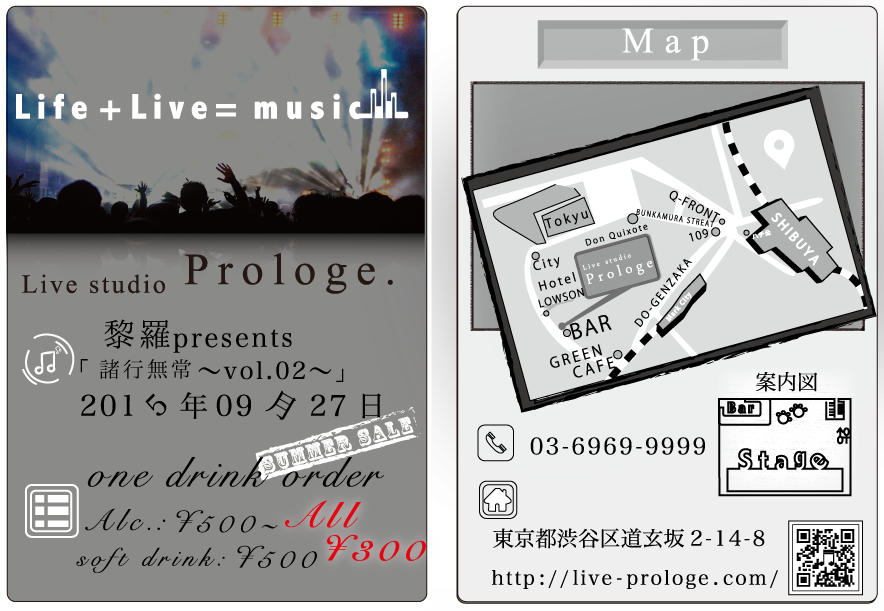 Life+Live=music
Live studio Prologe.
黎羅presents
「諸行無常～vol.02～」
年09月27日
SUMMER SALE
one drink order
Alc.:¥500~
All
soft drink:¥500
¥300
Map
Tokyu
Q-FRONT
BUNKAMURA STREAT
109
Don Quixote
SHIBUYA
City
Hotel
Live studio
Prologe
LOWSON
DO-GENZAKA
BAR
GREEN
CAFE
案内図
Bar
Stage
03-6969-9999
東京都渋谷区道玄坂2-14-8
http://live-prologe.com/